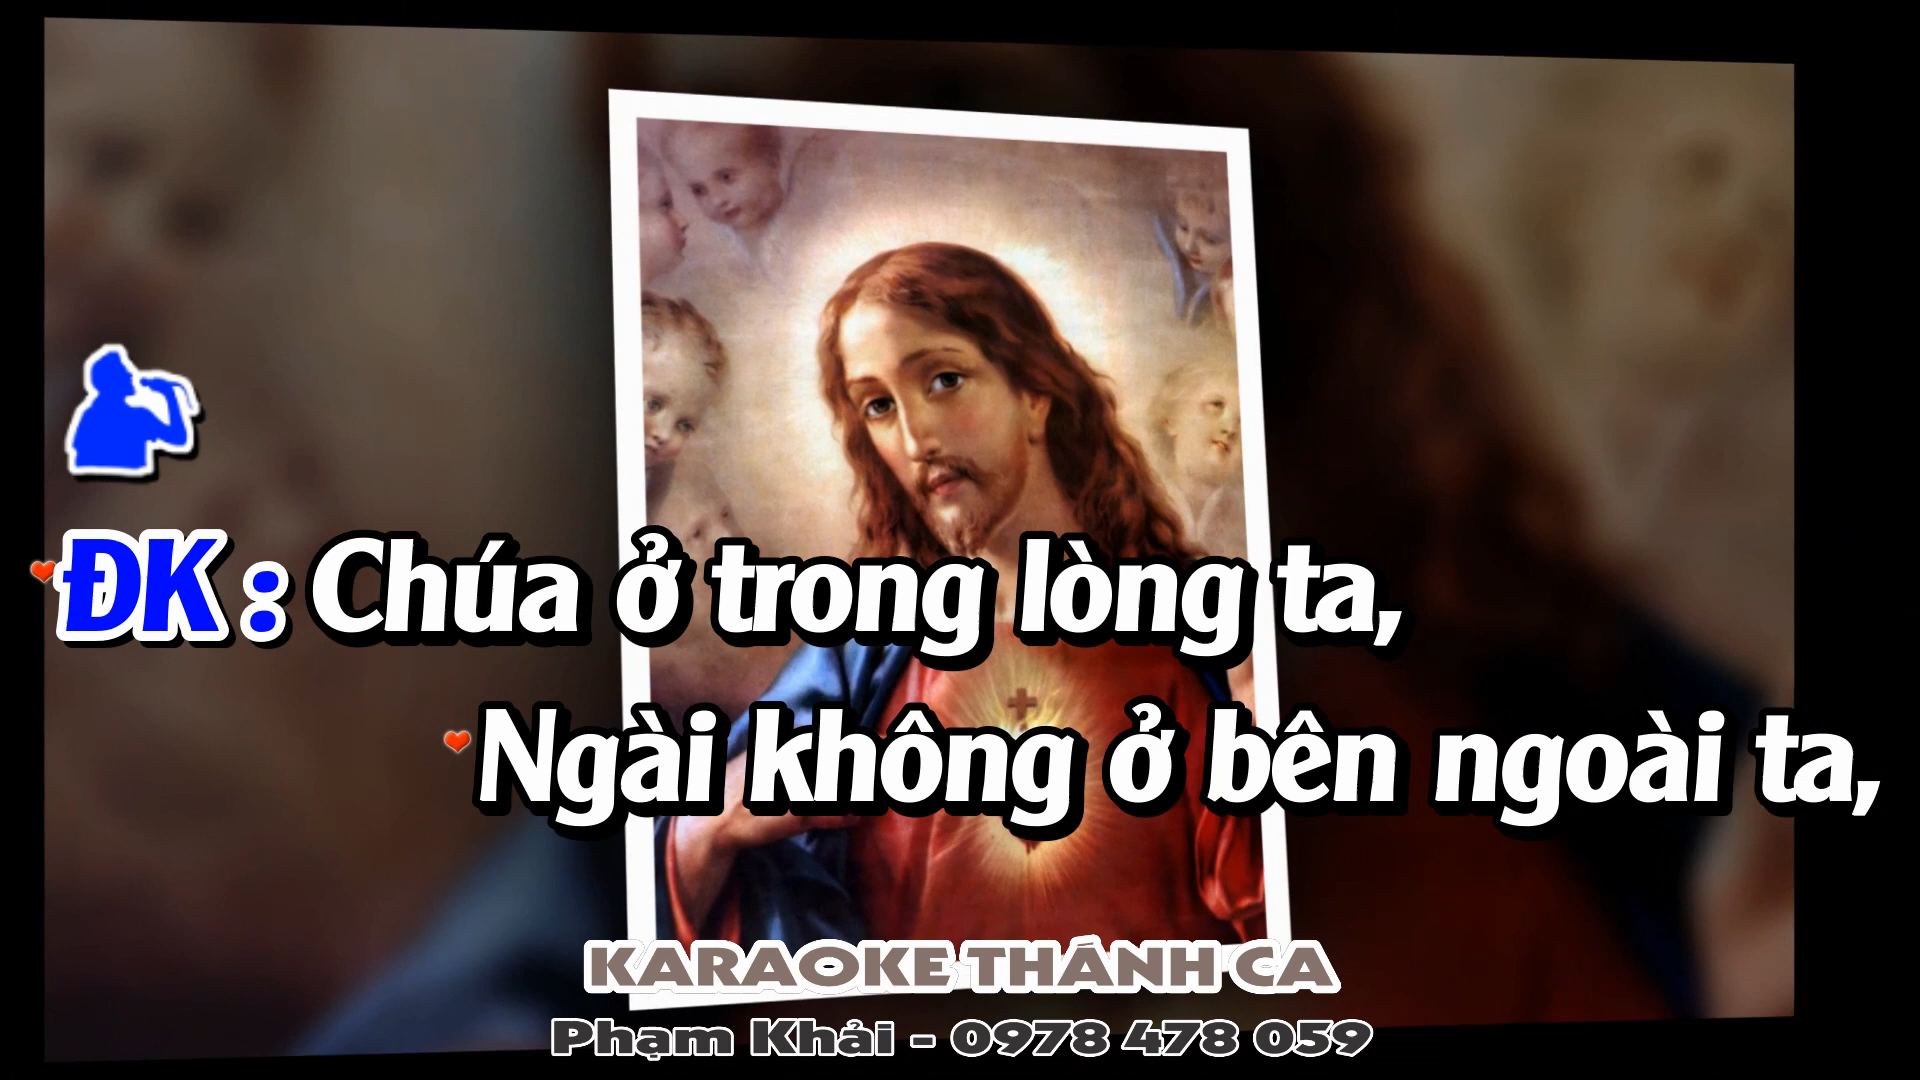 ĐK : Chúa ở trong lòng ta,
Ngài không ở bên ngoài ta,
KARAOKE THÁNH CA
Phạm Khải - 0978 478 059